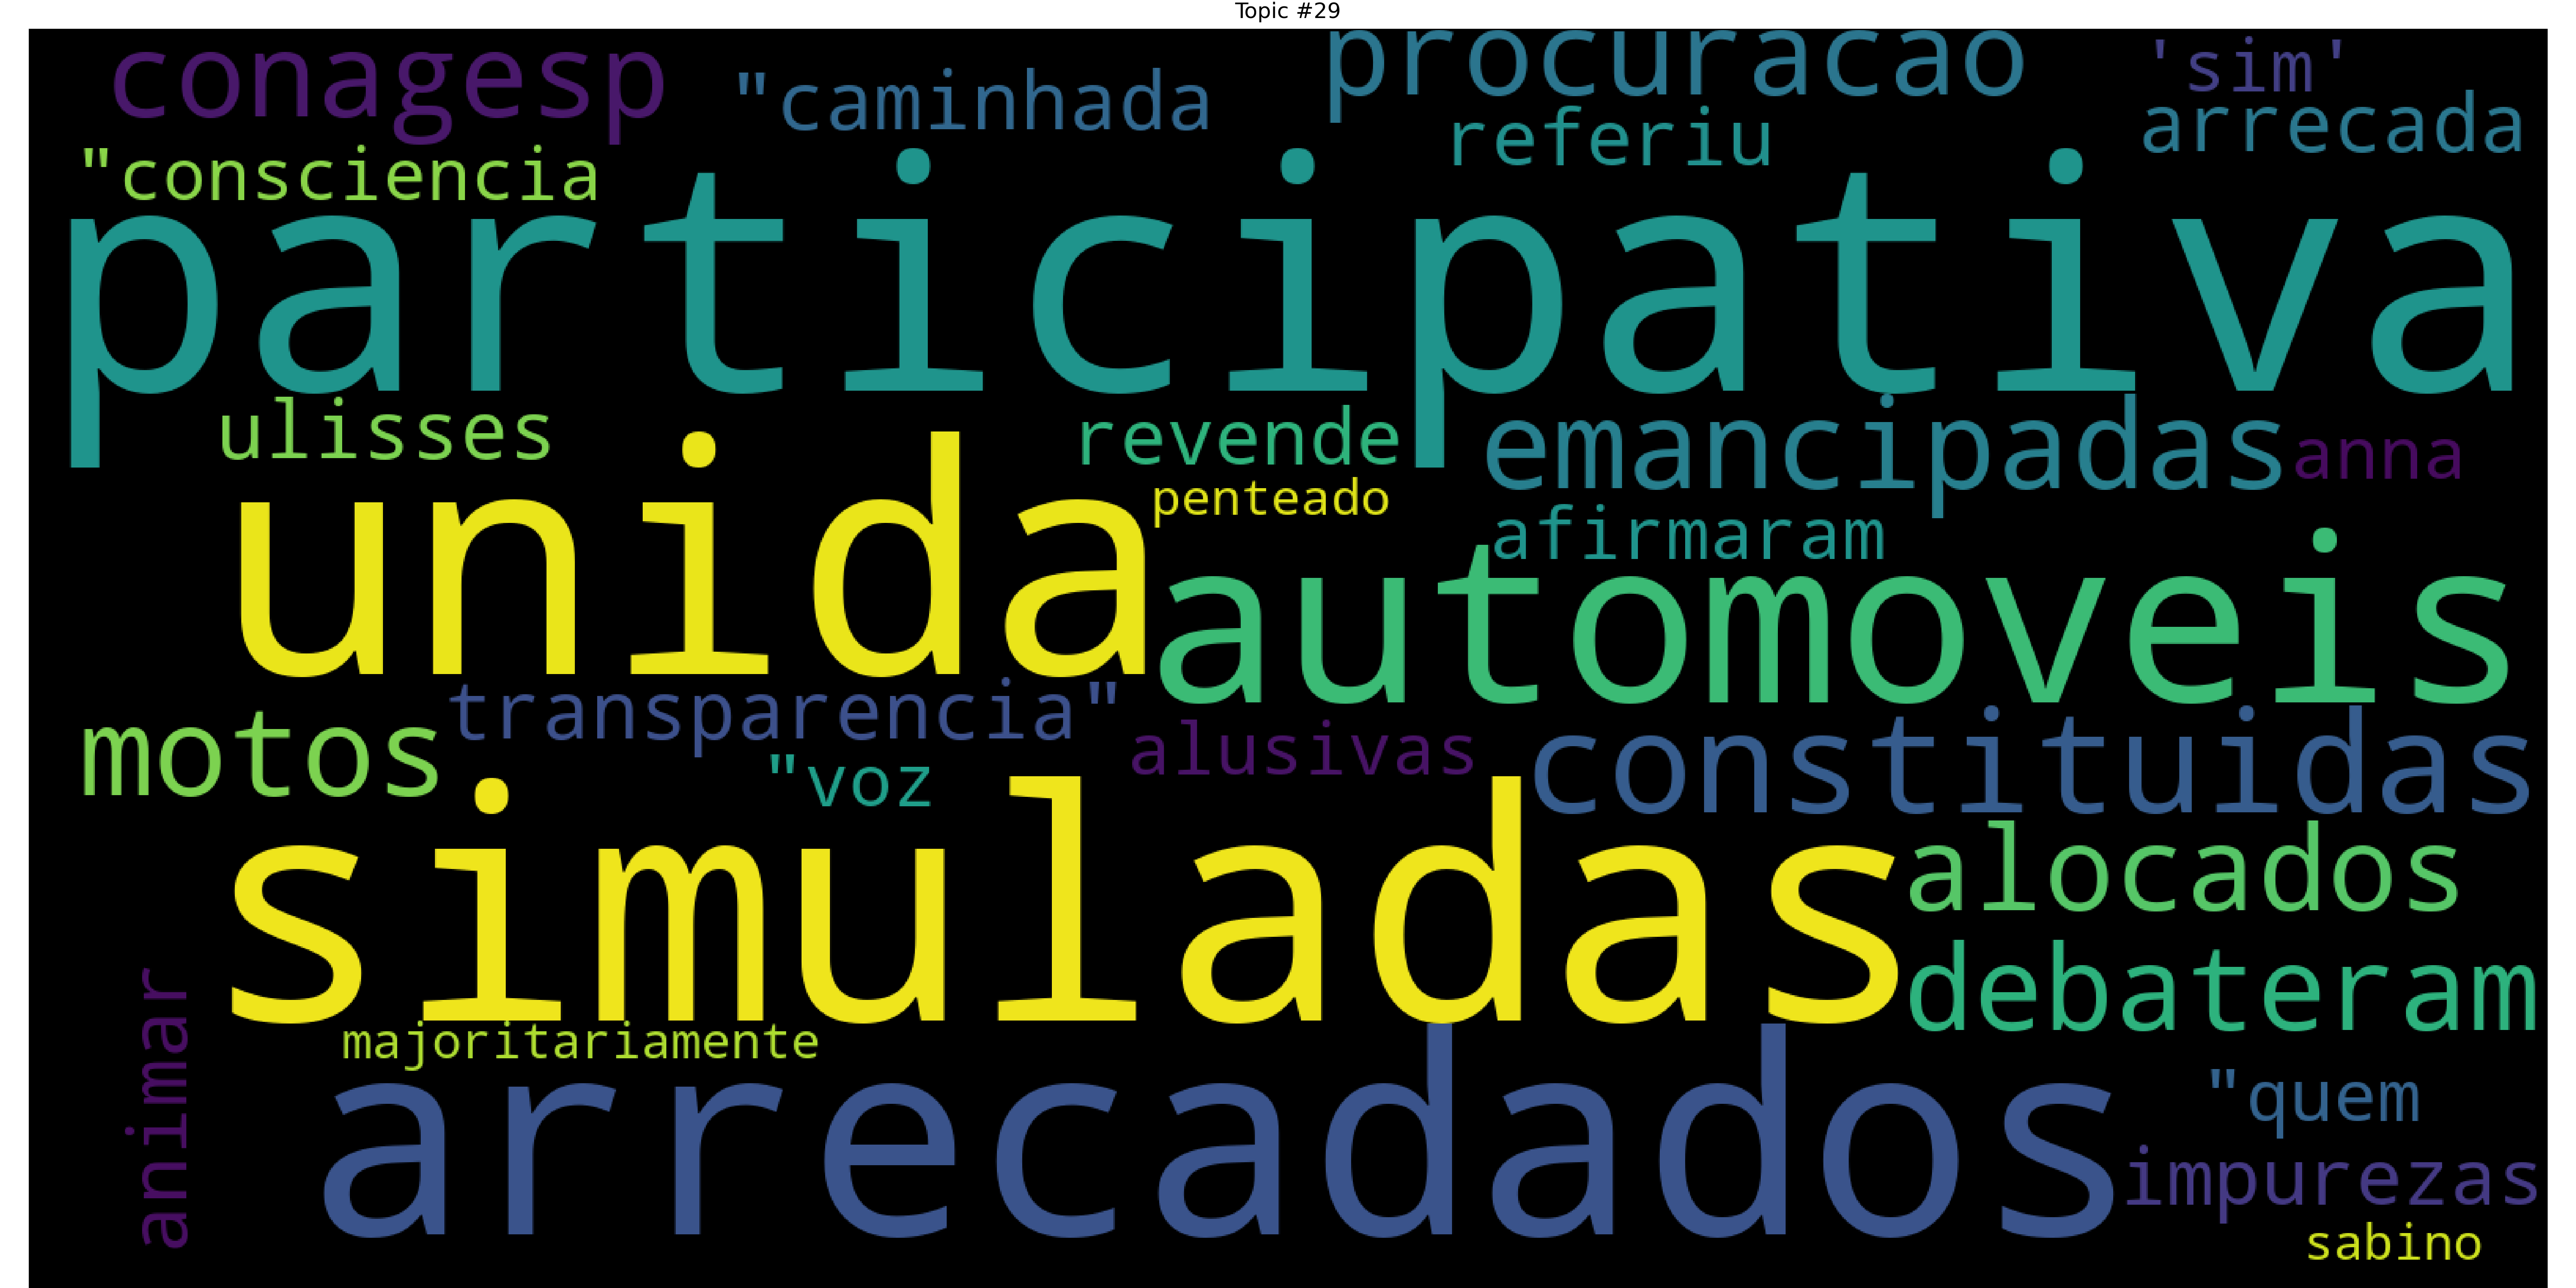 Topic #29
conagesp
"caminhada
procuracao
'sim'
arrecada
referiu
"consciencia
participativa
ulisses
revende
emancipadas
anna
penteado
afirmaram
unida
automoveis
transparencia"
motos
"voz
alusivas
constituidas
simuladas
alocados
debateram
animar
majoritariamente
arrecadados
"quem
impurezas
sabino